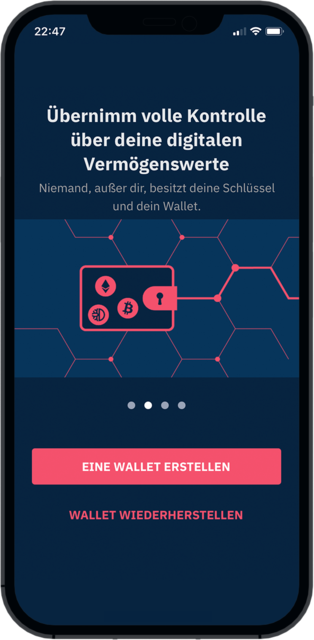 22:47
Übernimm volle Kontrolle
über deine digitalen
Vermögenswerte
Niemand, außer dir, besitzt deine Schlüssel
und dein Wallet.
EINE WALLET ERSTELLEN
WALLET WIEDERHERSTELLEN